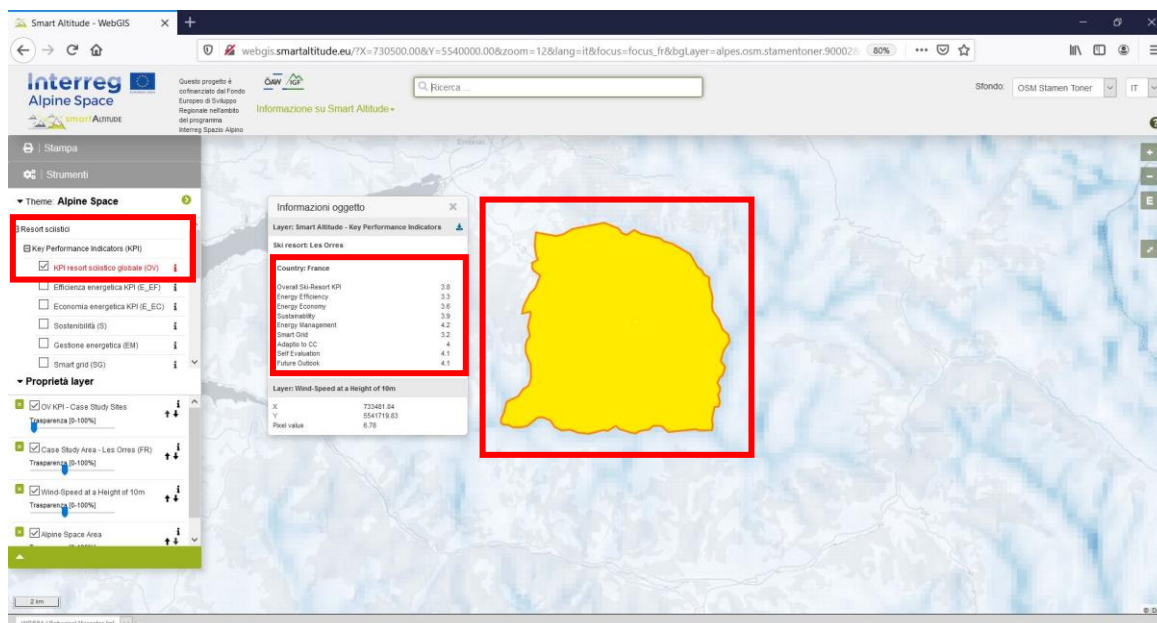 Smart Altitude - WebGIS
webgis.smartaltitude.eu/?X=730500.00&Y=5540000.00&zoom=12&lang=it&focus=focus_fr&bgLayer=alpes.osm.stamentoner.900028
80%
Interreg
Alpine Space
smartAltitude
Questo progetto è
cofinanziato dal Fondo
Europeo di Sviluppo
Regionale nell'ambito
del programma
Interreg Spazio Alpino
ÖAW IGF
Informazione su Smart Altitude
Ricerca ...
Sfondo: OSM Stamen Toner
IT
Stampa
Strumenti
Theme: Alpine Space
Resort sciistici
Key Performance Indicators (KPI)
KPI resort sciistico globale (OV) i
Efficienza energetica KPI (E_EF) i
Economia energetica KPI (E_EC) i
Sostenibilità (S) i
Gestione energetica (EM) i
Smart grid (SG) i
Proprietà layer
OV KPI - Case Study Sites i
Trasparenza [0-100%]
Case Study Area - Les Orres (FR) i
Trasparenza [0-100%]
Wind-Speed at a Height of 10m i
Trasparenza [0-100%]
Alpine Space Area i
2 km
Embrun
Informazioni oggetto
Layer: Smart Altitude - Key Performance Indicators
Ski resort: Les Orres
Country: France
Overall Ski-Resort KPI 3.8
Energy Efficiency 3.3
Energy Economy 3.6
Sustainability 3.9
Energy Management 4.2
Smart Grid 3.2
Adaptio to CC 4
Self Evaluation 4.1
Future Outlook 4.1
Layer: Wind-Speed at a Height of 10m
X 733481.84
Y 5541719.83
Pixel value 6.78
E